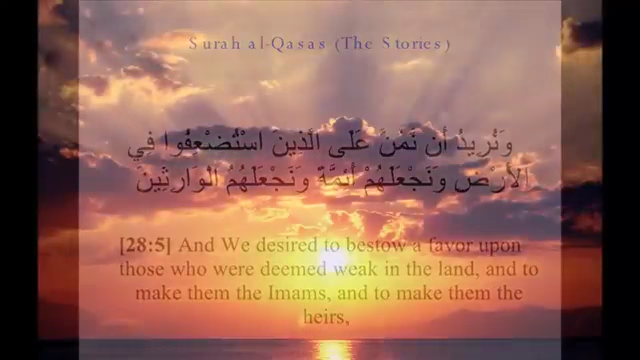 Surah al-Qasas (The Stories)
وَنُرِيدُ أَن نَّمُنَّ عَلَى الَّذِينَ اسْتُضْعِفُوا فِي
الْأَرْضِ وَنَجْعَلَهُمْ أَئِمَّةً وَنَجْعَلَهُمُ الْوَارِثِينَ
[28:5] And We desired to bestow a favor upon
those who were deemed weak in the land, and to
make them the Imams, and to make them the
heirs,